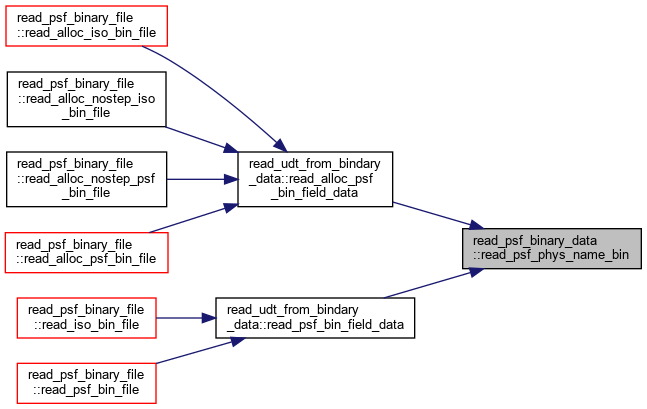 read_psf_binary_file
::read_alloc_iso_bin_file
read_psf_binary_file
::read_alloc_nostep_iso
_bin_file
read_psf_binary_file
::read_alloc_nostep_psf
_bin_file
read_psf_binary_file
::read_alloc_psf_bin_file
read_psf_binary_file
::read_iso_bin_file
read_psf_binary_file
::read_psf_bin_file
read_udt_from_bindary
_data::read_alloc_psf
_bin_field_data
read_udt_from_bindary
_data::read_psf_bin_field_data
read_psf_binary_data
::read_psf_phys_name_bin